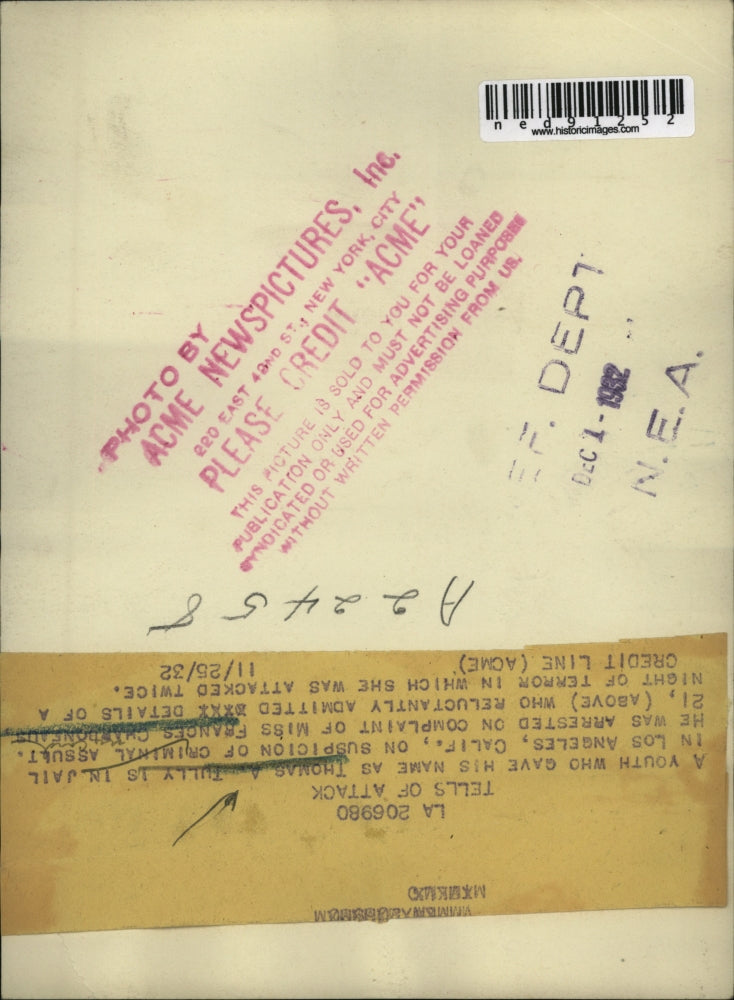 ned91252
www.historicimages.com
PHOTO BY
ACME NEWSPICTURES, Inc.
220 EAST 42ND ST., NEW YORK, CITY
PLEASE CREDIT "ACME"
THIS PICTURE IS SOLD TO YOU FOR YOUR
PUBLICATION ONLY AND MUST NOT BE LOANED
SYNDICATED OR USED FOR ADVERTISING PURPOSES
WITHOUT WRITTEN PERMISSION FROM US.
DEPT
DEC 1 - 1932
N.E.A.
A 2 2 4 5 8
LA 206980
TELLS OF ATTACK
A YOUTH WHO GAVE HIS NAME AS THOMAS A TULLY IS IN JAIL
IN LOS ANGELES, CALIF., ON SUSPICION OF CRIMINAL ASSULT.
HE WAS ARRESTED ON COMPLAINT OF MISS FRANCES
21, (ABOVE) WHO RELUCTANTLY ADMITTED DETAILS OF A
NIGHT OF TERROR IN WHICH SHE WAS ATTACKED TWICE.
CREDIT LINE (ACME) 11/25/32